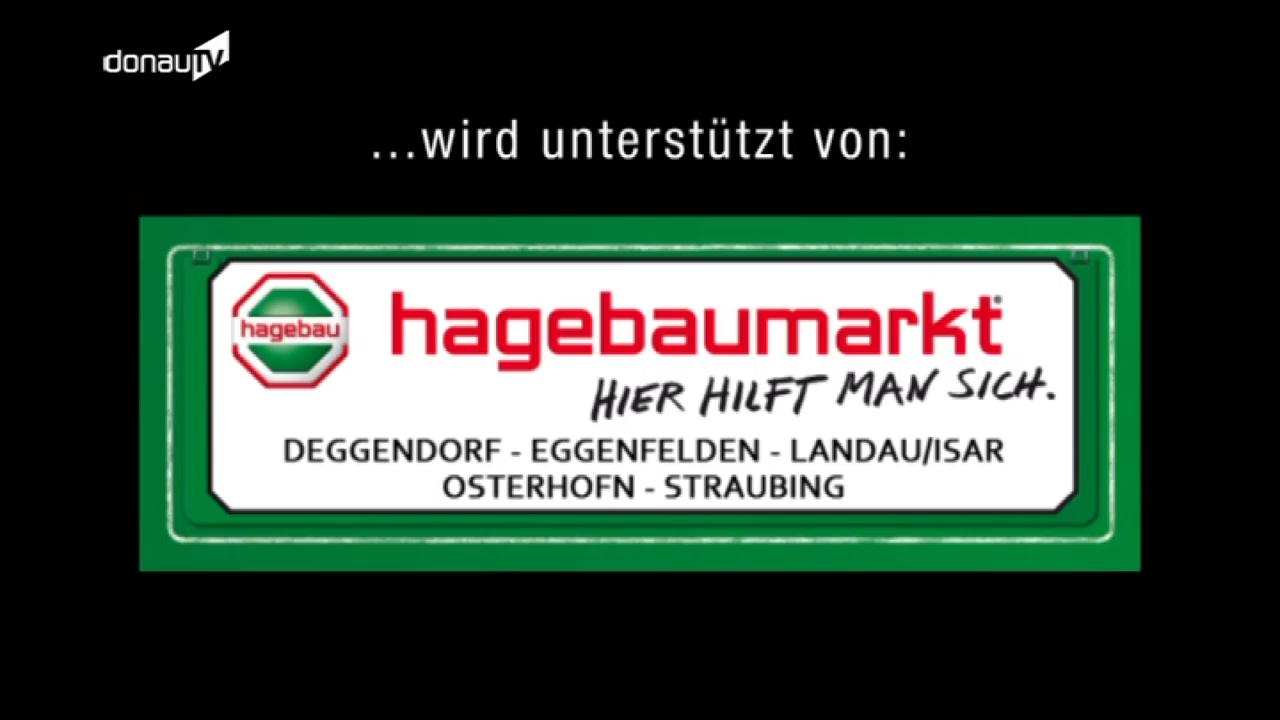 donauTV
...wird unterstützt von:
hagebau
hagebaumarkt
HIER HILFT MAN SICH.
DEGGENDORF - EGGENFELDEN - LANDAU/ISAR
OSTERHOFN - STRAUBING